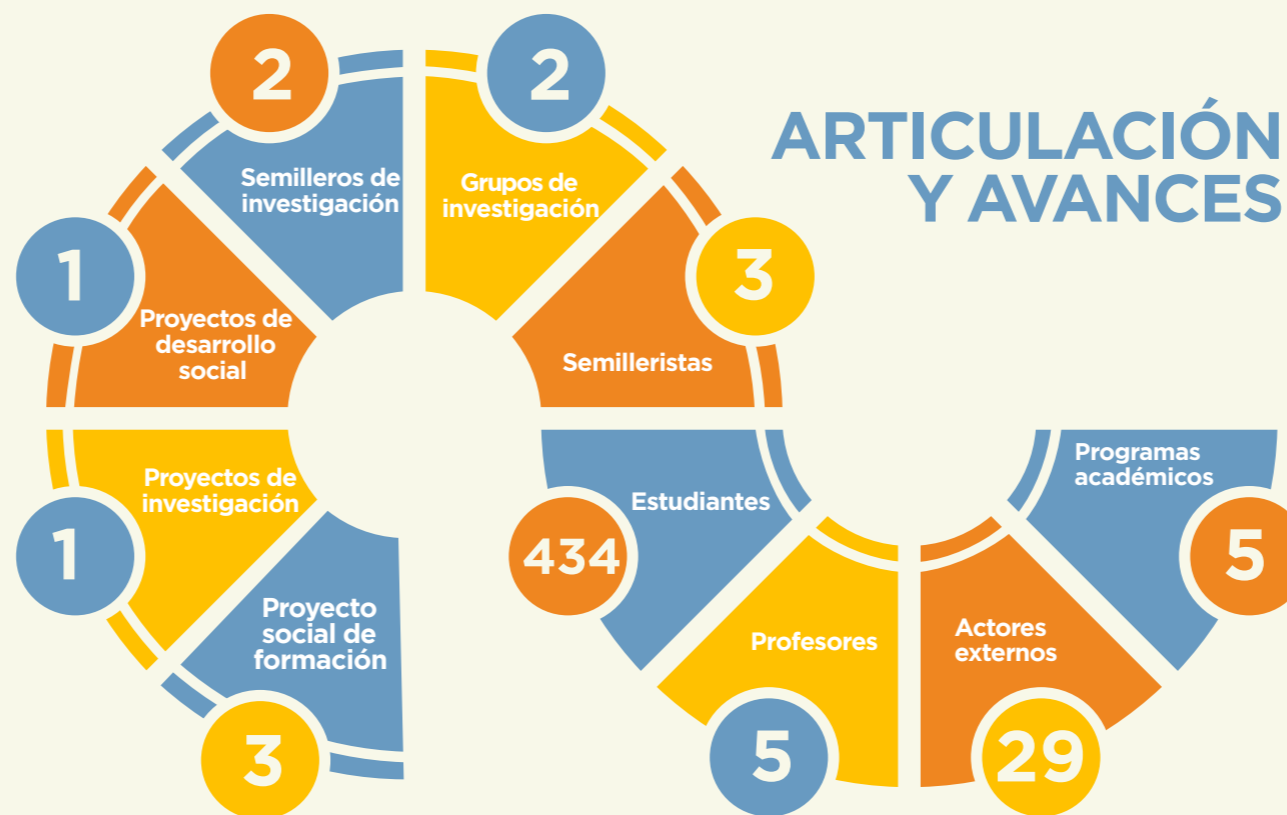 ARTICULACIÓN
Y AVANCES
3
Proyecto
social de
formación
1
Proyectos de
investigación
1
Proyectos de
desarrollo
social
2
Semilleros de
investigación
2
Grupos de
investigación
3
Semilleristas
434
Estudiantes
5
Profesores
29
Actores
externos
5
Programas
académicos